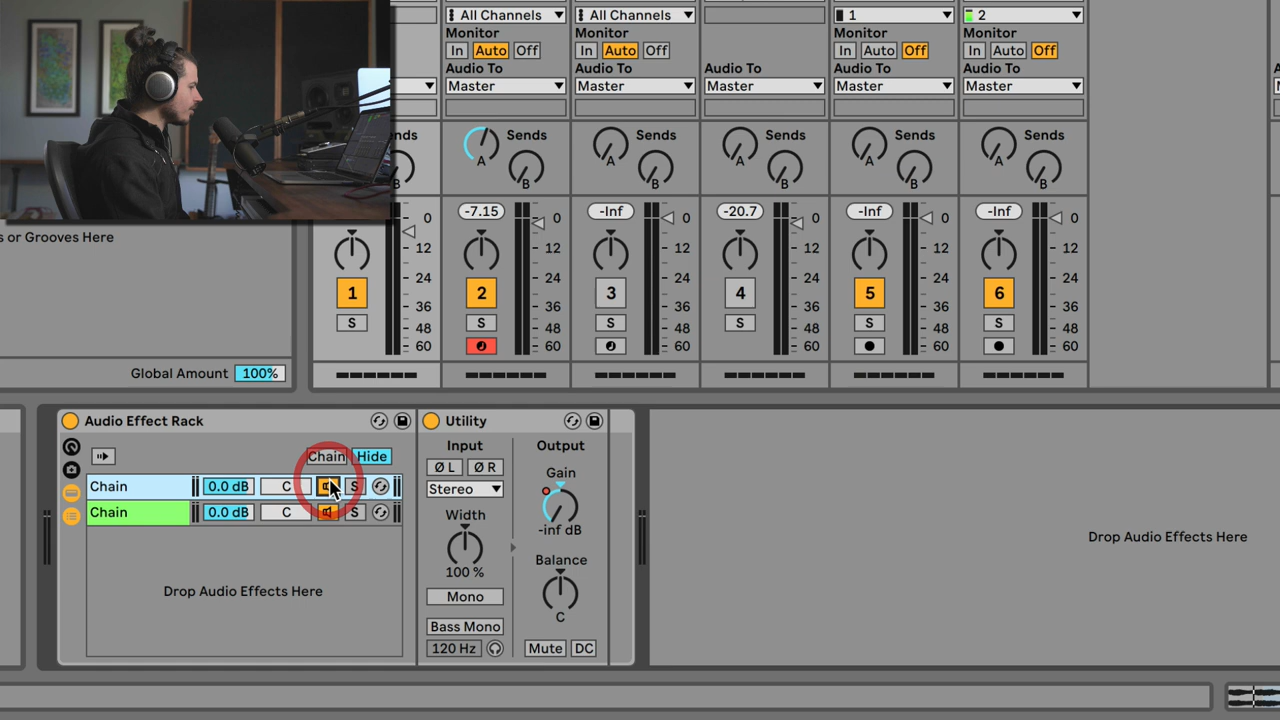 All Channels All Channels 1 2
Monitor Monitor Monitor Monitor
In Auto Off In Auto Off In Auto Off In Auto Off
Audio To Audio To Audio To Audio To Audio To
Master Master Master Master Master
nds Sends Sends Sends Sends Sends
A A A A A
B B B B B B
-7.15 -Inf -20.7 -Inf -Inf
0 0 0 0 0 0
s or Grooves Here
12 12 12 12 12 12
24 24 24 24 24 24
1 2 3 4 5 6
36 36 36 36 36 36
S S S S S S
48 48 48 48 48 48
60 60 60 60 60 60
Global Amount 100%
Audio Effect Rack Utility
Input Output
Chain Hide
Ø L Ø R
Gain
Chain 0.0 dB C S
Stereo
Chain 0.0 dB C S
Width
-inf dB
Drop Audio Effects Here
Balance
100 %
Drop Audio Effects Here
Mono
C
Bass Mono
120 Hz Mute DC